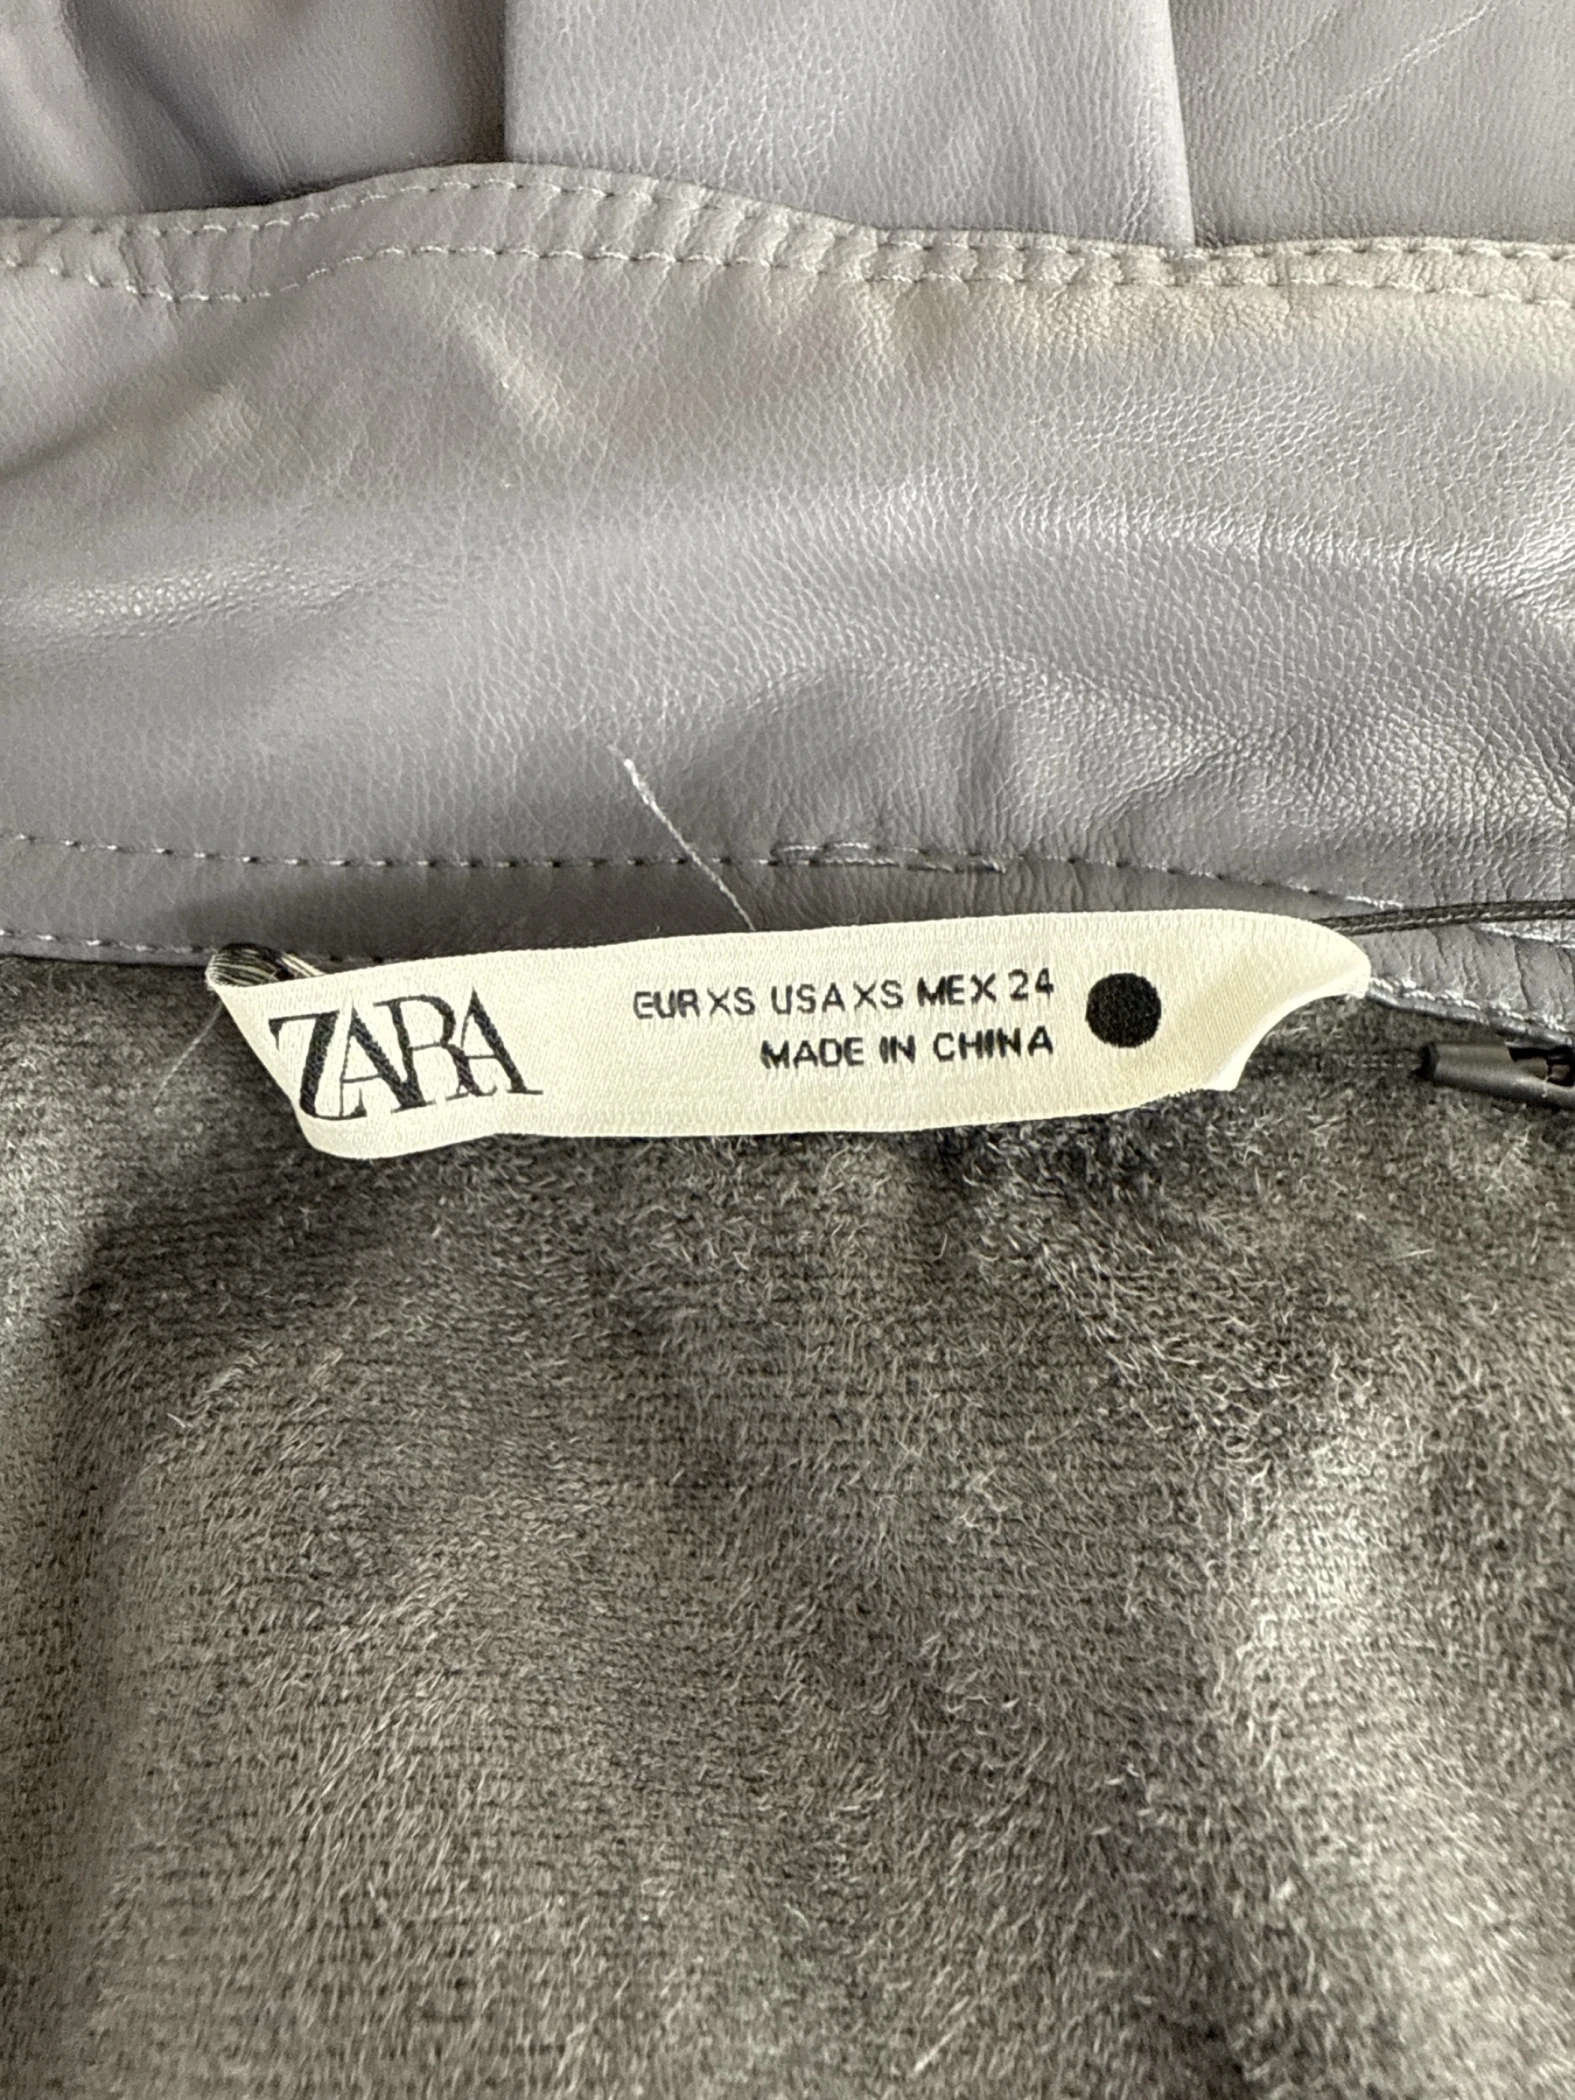 ZARA
EUR XS USA XS MEX 24
MADE IN CHINA